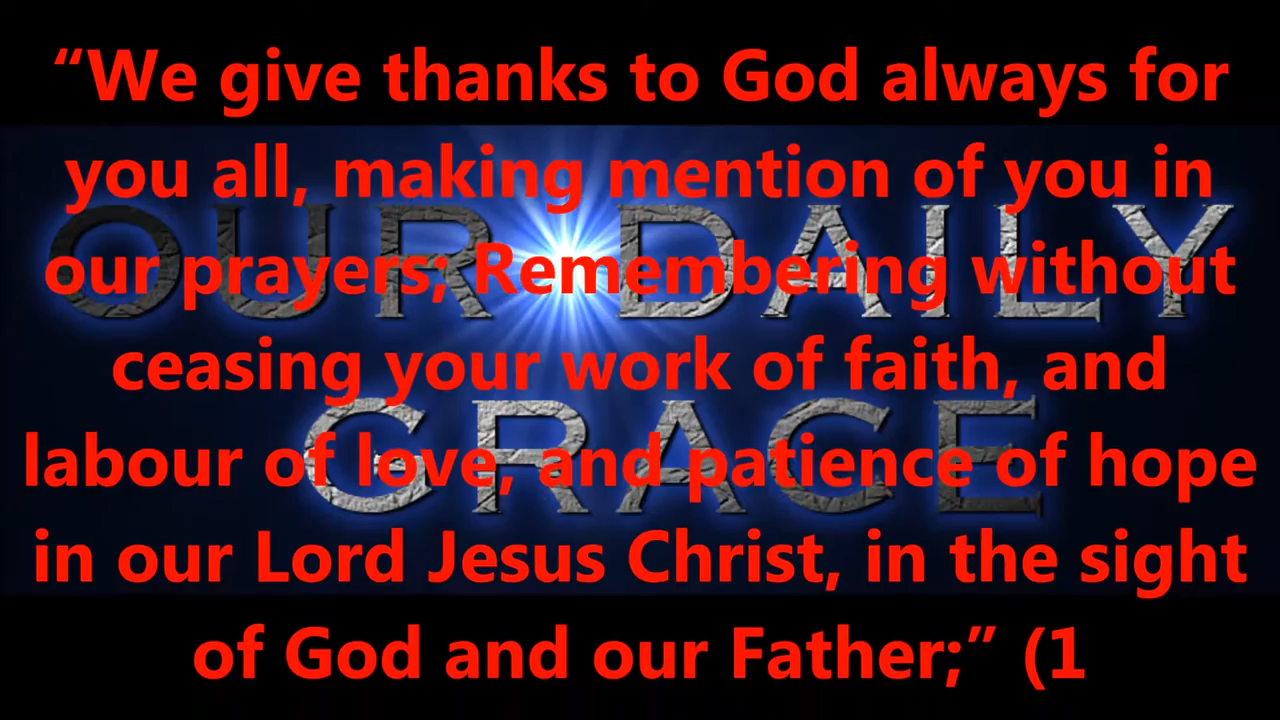 “We give thanks to God always for
you all, making mention of you in
OUR DAILY
our prayers; Remembering without
ceasing your work of faith, and
GRACE
labour of love, and patience of hope
in our Lord Jesus Christ, in the sight
of God and our Father;” (1